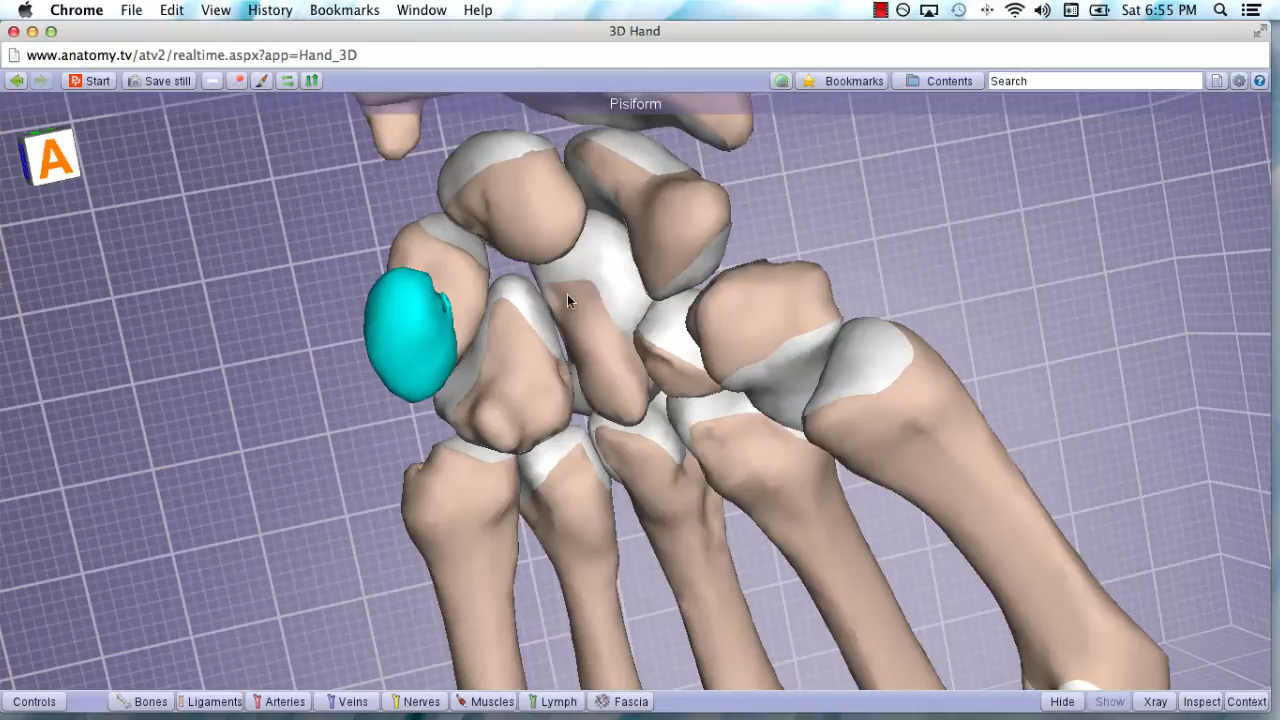 Chrome File Edit View History Bookmarks Window Help Sat 6:55 PM
3D Hand
www.anatomy.tv/atv2/realtime.aspx?app=Hand_3D
Start Save still Bookmarks Contents Search
Pisiform
A
Controls Bones Ligaments Arteries Veins Nerves Muscles Lymph Fascia Hide Show Xray Inspect Context